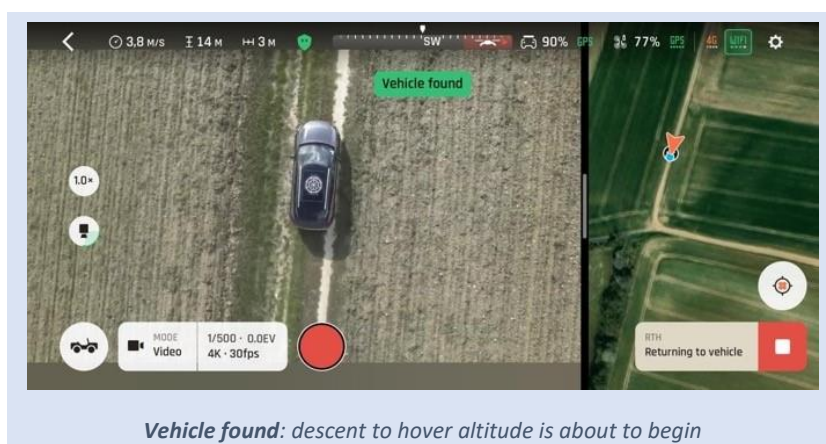 3,8 M/S 14 M 3 M SW 90% GPS 77% GPS 4G WIFI
Vehicle found
1.0×
MODE
Video
1/500 · 0.0EV
4K · 30fps
RTH
Returning to vehicle
Vehicle found: descent to hover altitude is about to begin